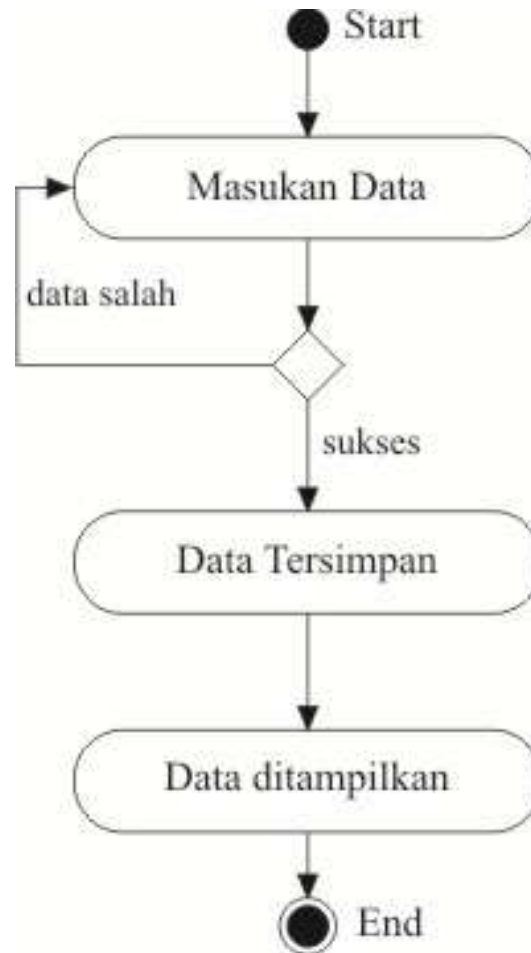 Start
Masukan Data
data salah
sukses
Data Tersimpan
Data ditampilkan
End